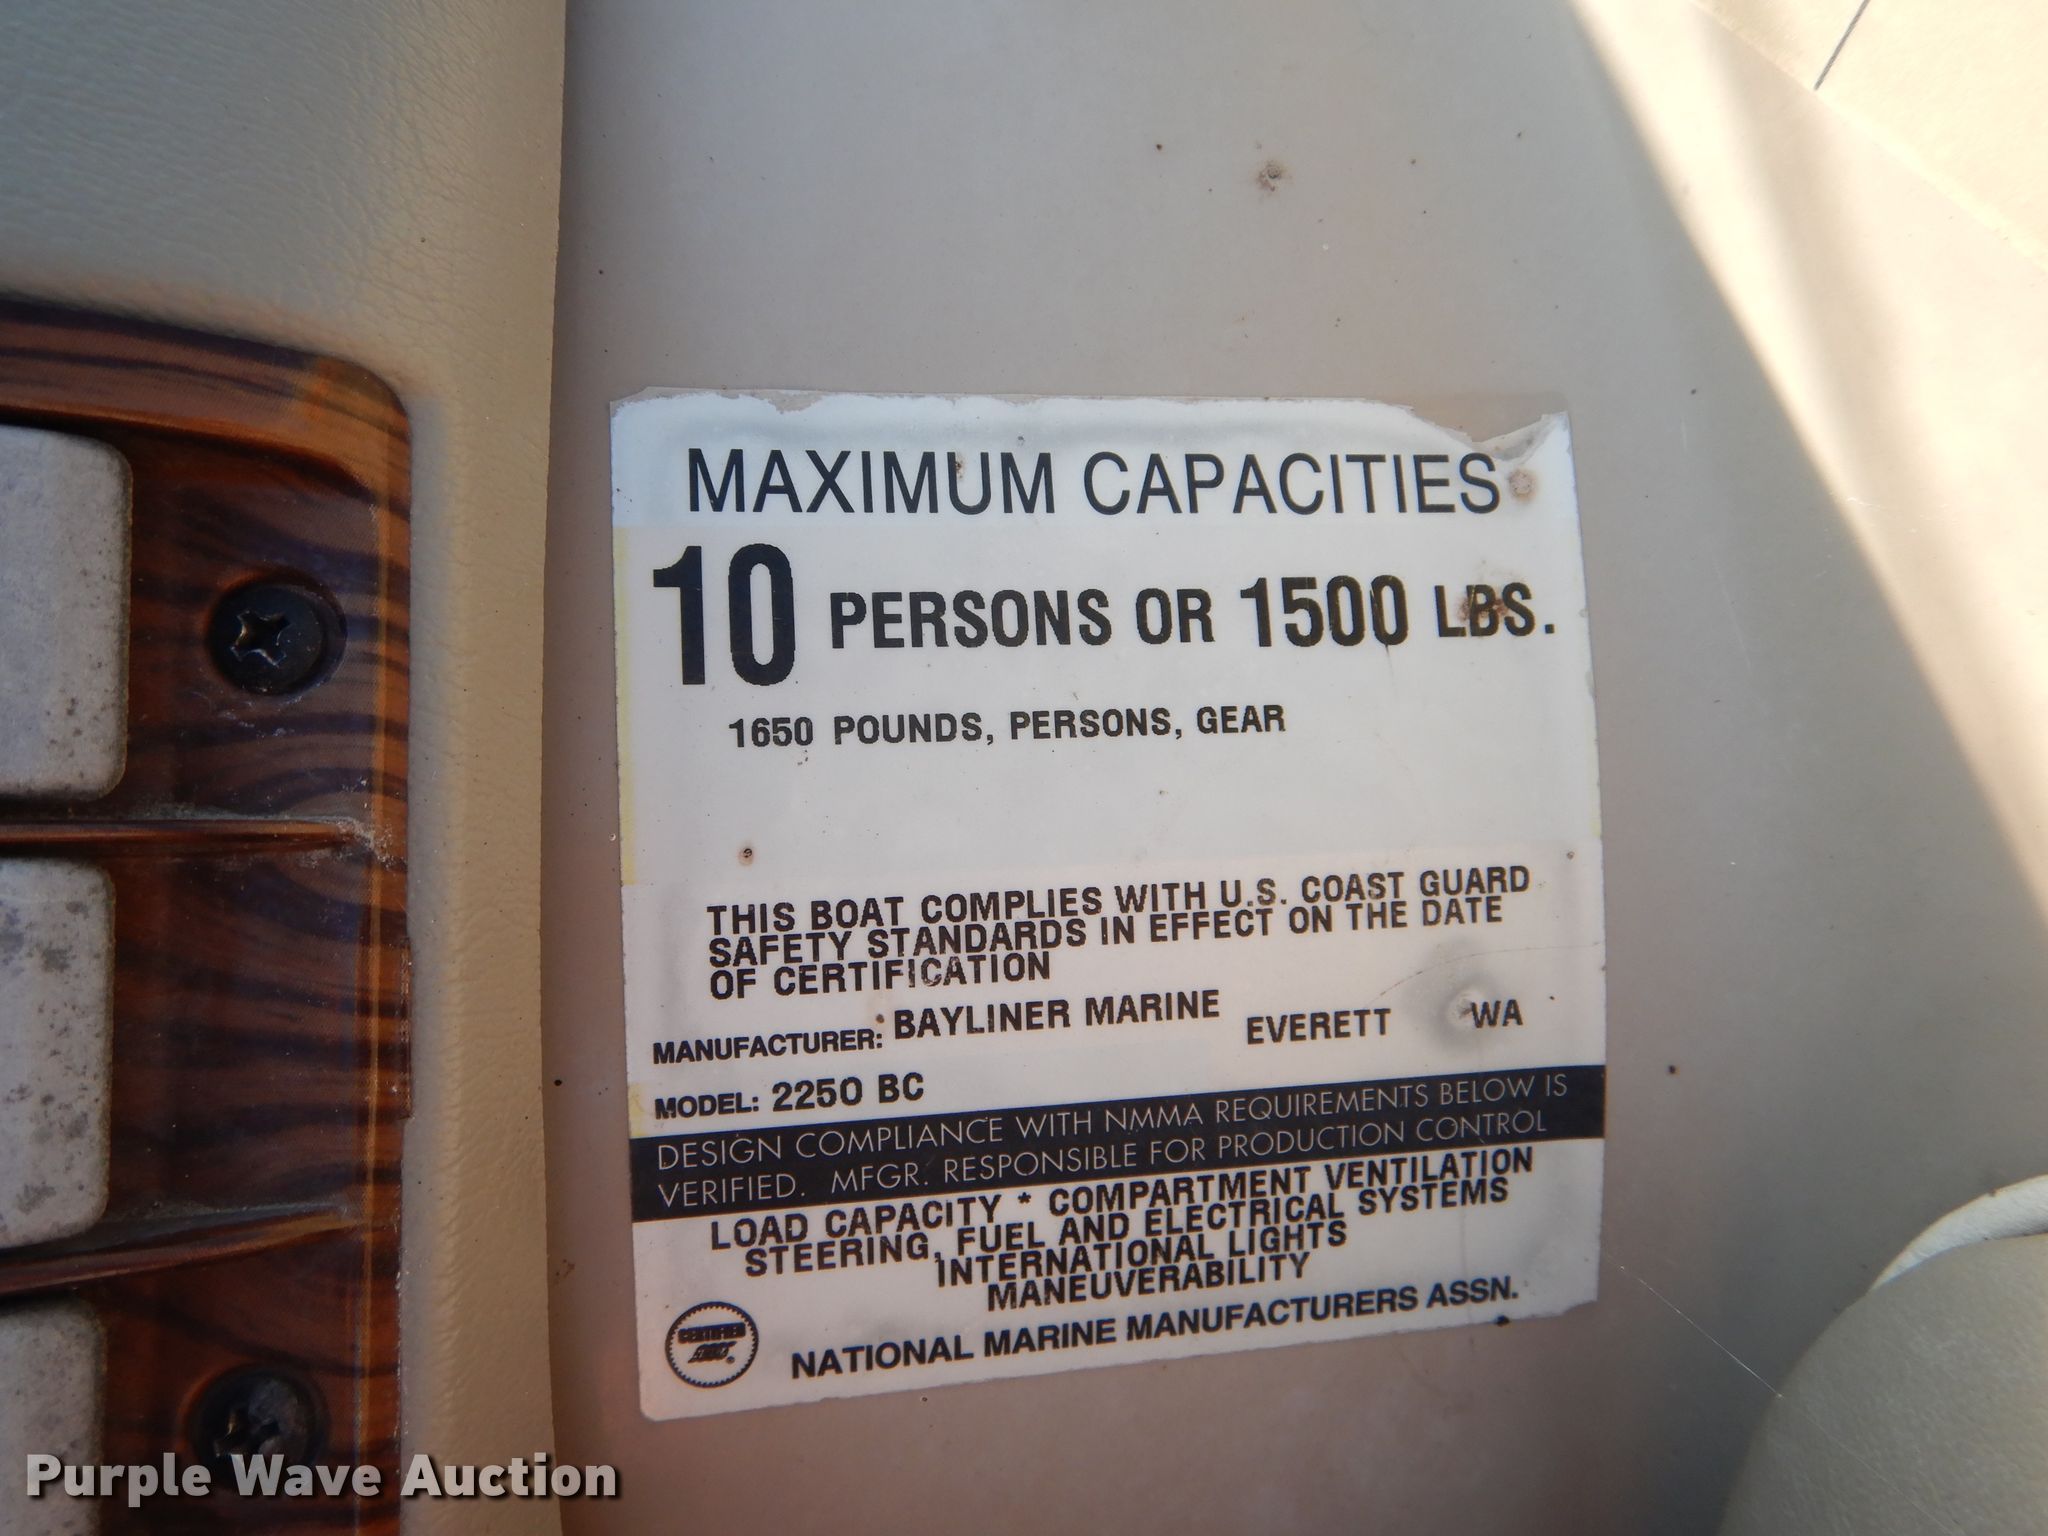 MAXIMUM CAPACITIES
10 PERSONS OR 1500 LBS.
1650 POUNDS, PERSONS, GEAR
THIS BOAT COMPLIES WITH U.S. COAST GUARD
SAFETY STANDARDS IN EFFECT ON THE DATE
OF CERTIFICATION
MANUFACTURER: BAYLINER MARINE EVERETT WA
MODEL: 2250 BC
DESIGN COMPLIANCE WITH NMMA REQUIREMENTS BELOW IS
VERIFIED. MFGR. RESPONSIBLE FOR PRODUCTION CONTROL
LOAD CAPACITY * COMPARTMENT VENTILATION
STEERING, FUEL AND ELECTRICAL SYSTEMS
INTERNATIONAL LIGHTS
MANEUVERABILITY
CERTIFIED
NATIONAL MARINE MANUFACTURERS ASSN.
Purple Wave Auction